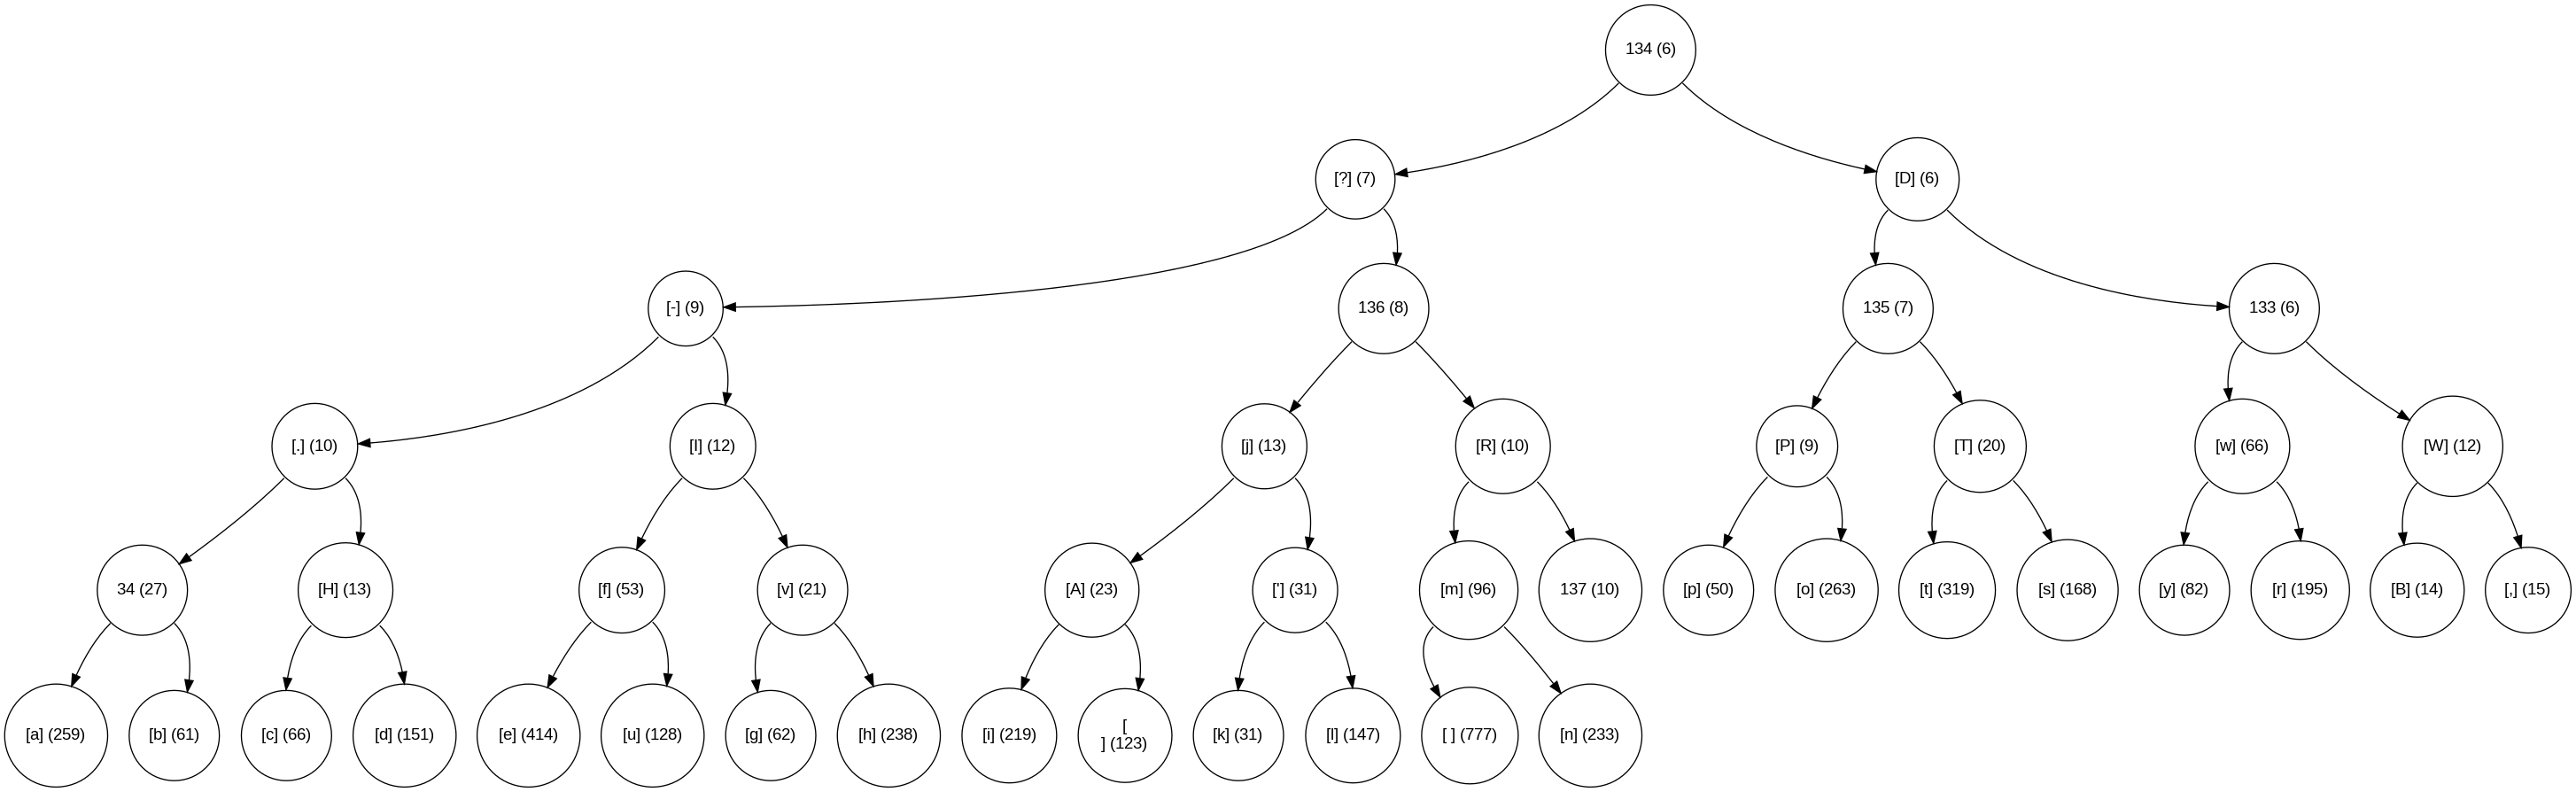 134 (6)
[?] (7)
[D] (6)
[-] (9)
136 (8)
135 (7)
133 (6)
[.] (10)
[I] (12)
[j] (13)
[R] (10)
[P] (9)
[T] (20)
[w] (66)
[W] (12)
34 (27)
[H] (13)
[f] (53)
[v] (21)
[A] (23)
['] (31)
[m] (96)
137 (10)
[p] (50)
[o] (263)
[t] (319)
[s] (168)
[y] (82)
[r] (195)
[B] (14)
[,] (15)
[a] (259)
[b] (61)
[c] (66)
[d] (151)
[e] (414)
[u] (128)
[g] (62)
[h] (238)
[i] (219)
[
] (123)
[k] (31)
[l] (147)
[ ] (777)
[n] (233)